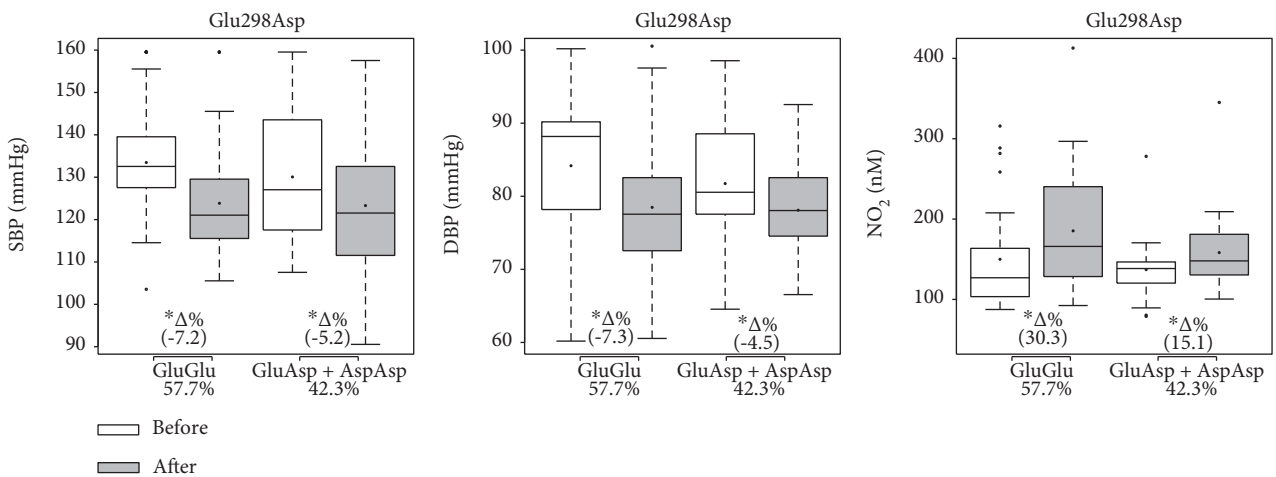 Glu298Asp
SBP (mmHg)
160
150
140
130
120
110
100
90
*Δ%
(-7.2)
*Δ%
(-5.2)
GluGlu
57.7%
GluAsp + AspAsp
42.3%
Glu298Asp
DBP (mmHg)
100
90
80
70
60
*Δ%
(-7.3)
*Δ%
(-4.5)
GluGlu
57.7%
GluAsp + AspAsp
42.3%
Glu298Asp
NO₂ (nM)
400
300
200
100
*Δ%
(30.3)
*Δ%
(15.1)
GluGlu
57.7%
GluAsp + AspAsp
42.3%
Before
After